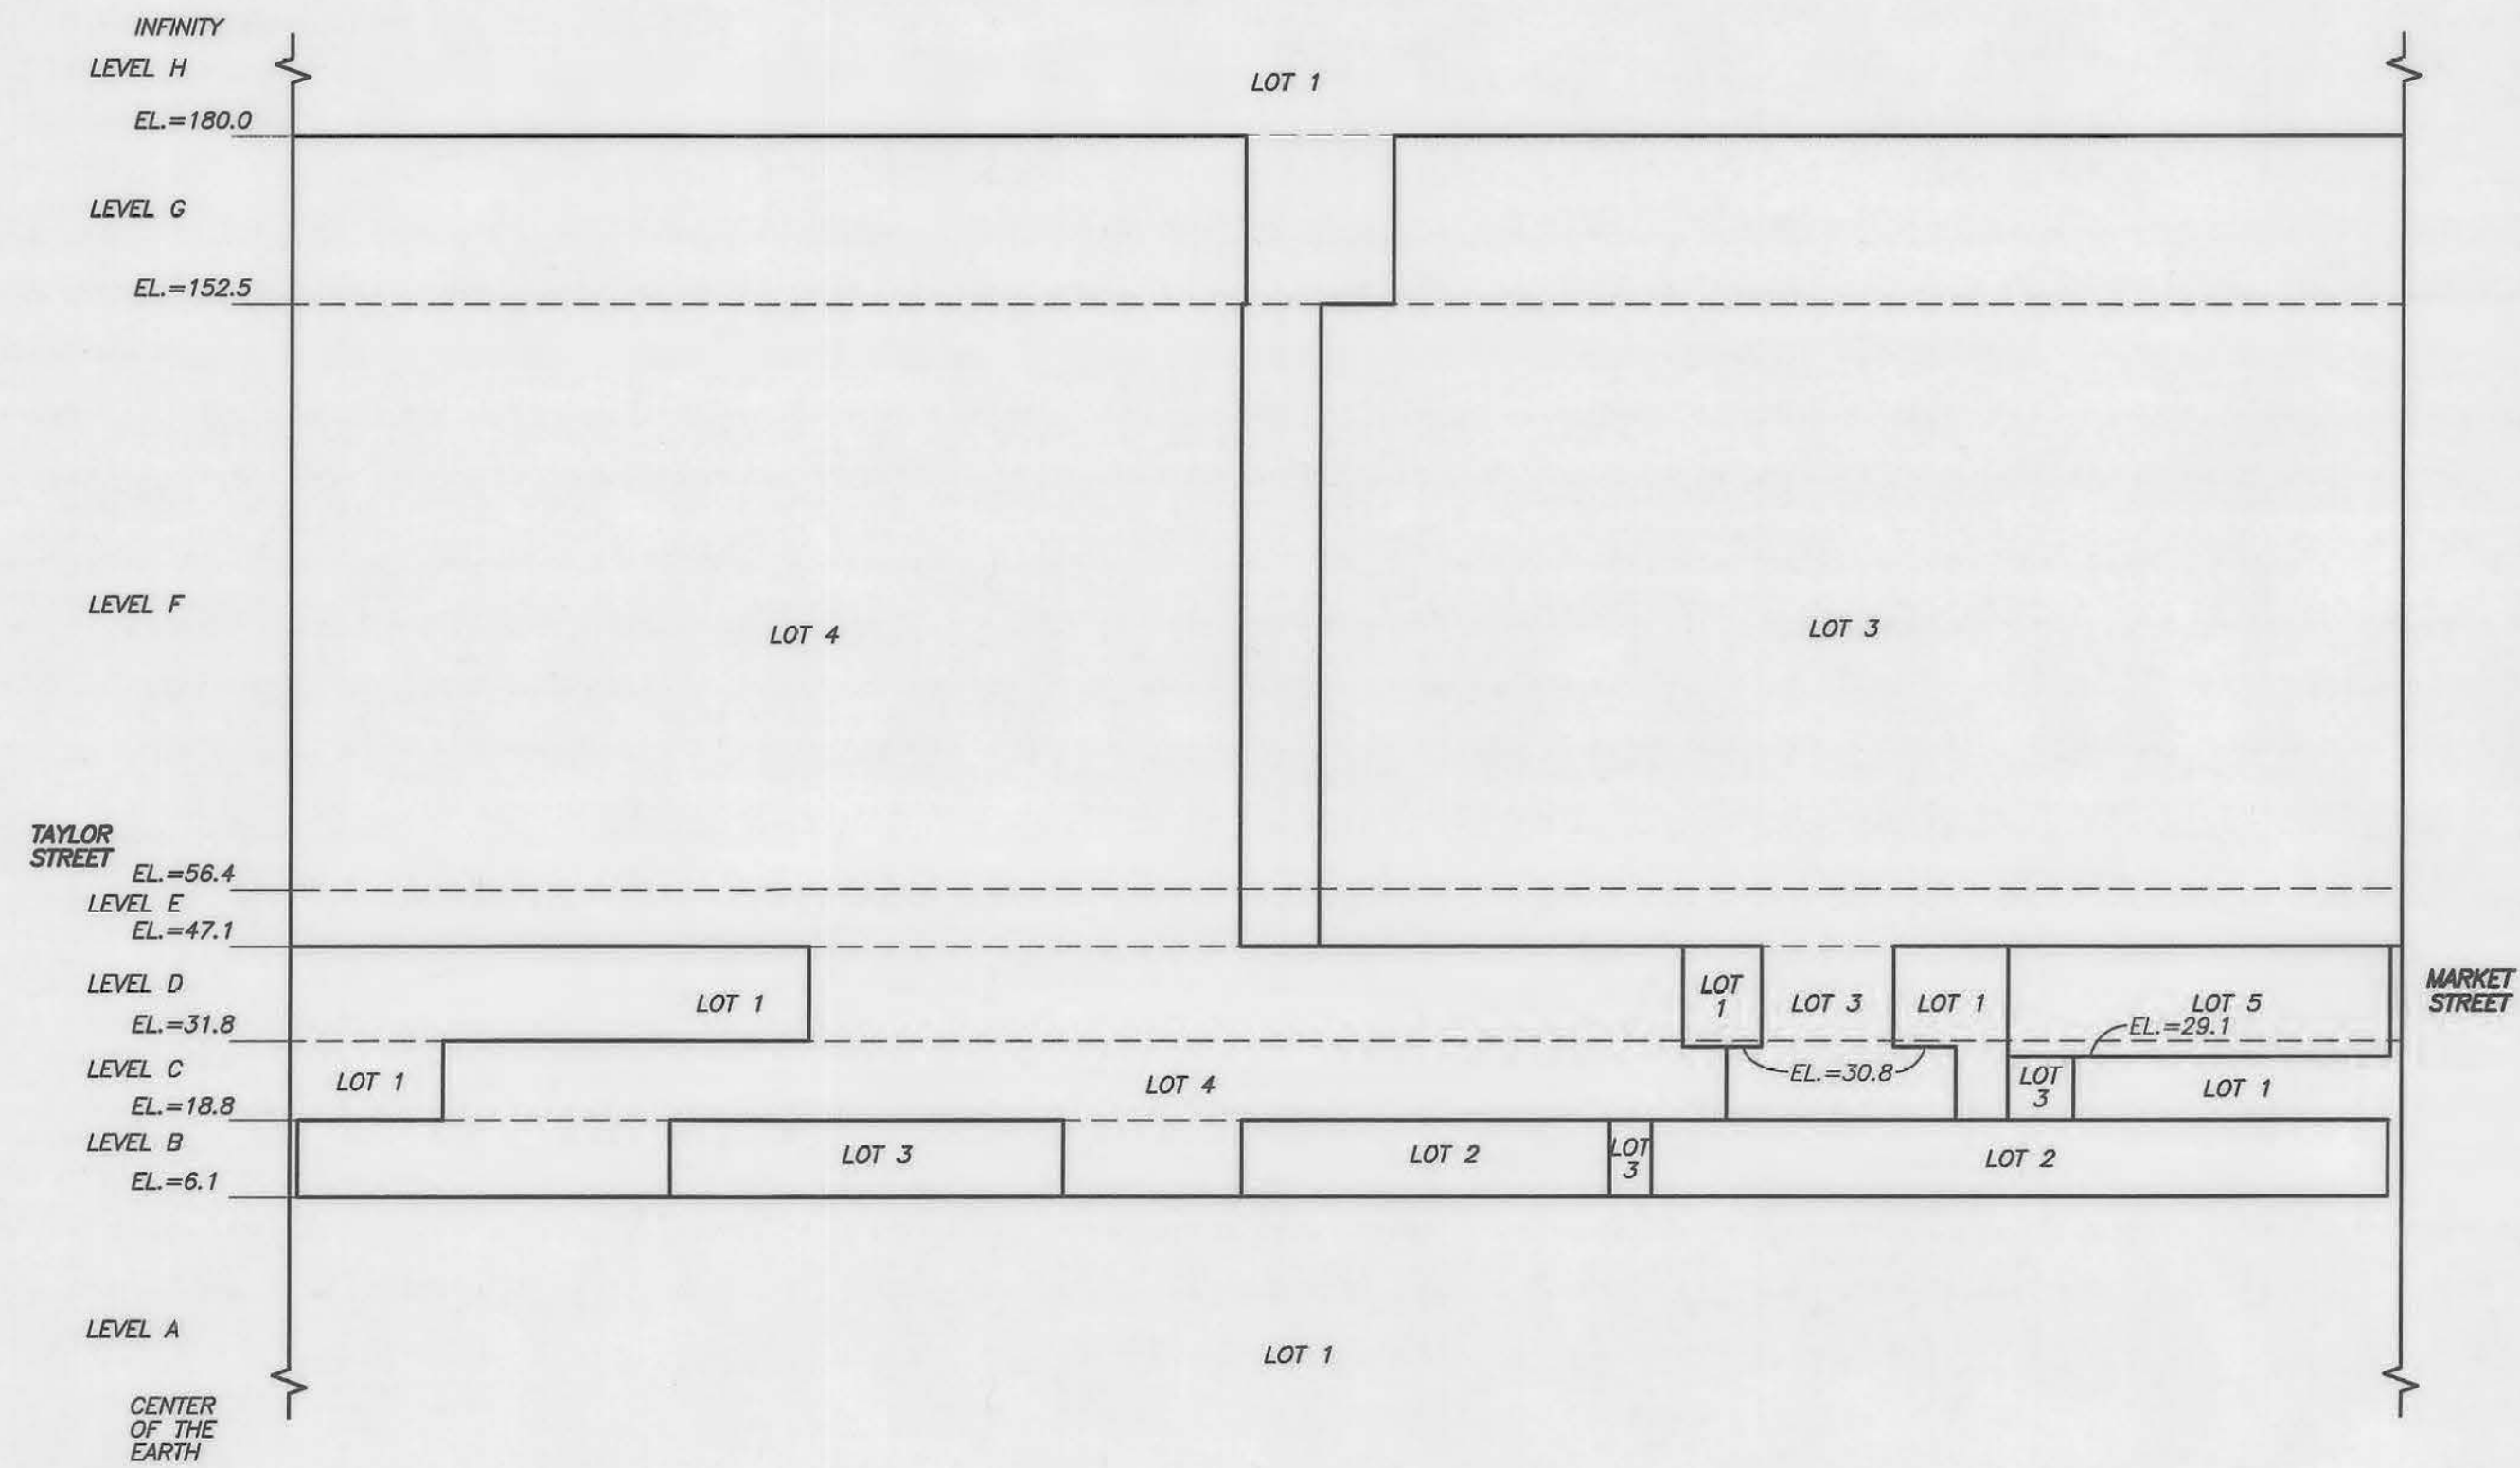 INFINITY
LEVEL H
LOT 1
EL.=180.0
LEVEL G
EL.=152.5
LEVEL F
LOT 4
LOT 3
TAYLOR
STREET
EL.=56.4
LEVEL E
EL.=47.1
LEVEL D
LOT 1
LOT
1
LOT 3
LOT 1
LOT 5
MARKET
STREET
EL.=31.8
EL.=29.1
LEVEL C
LOT 1
LOT 4
EL.=30.8
LOT
3
LOT 1
EL.=18.8
LEVEL B
LOT 3
LOT 2
LOT
3
LOT 2
EL.=6.1
LEVEL A
LOT 1
CENTER
OF THE
EARTH